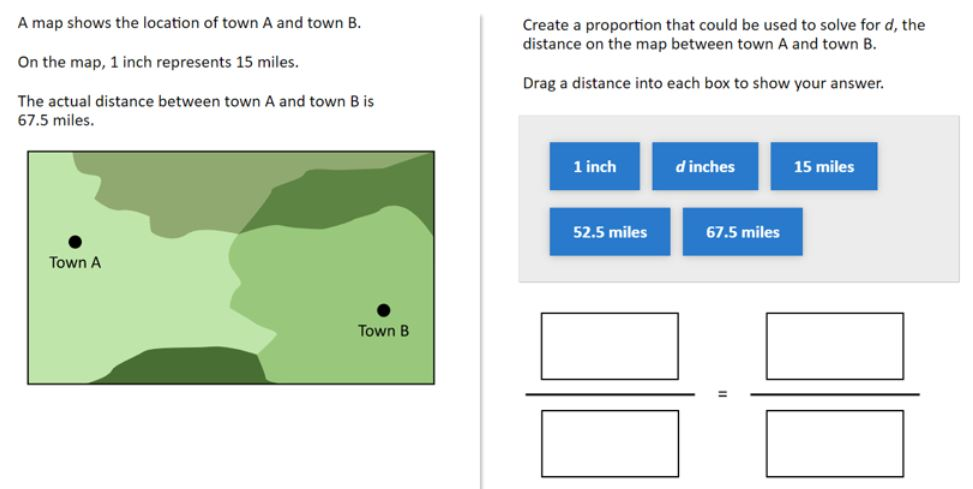 A map shows the location of town A and town B.
On the map, 1 inch represents 15 miles.
The actual distance between town A and town B is
67.5 miles.
Town A
Town B
Create a proportion that could be used to solve for d, the
distance on the map between town A and town B.
Drag a distance into each box to show your answer.
1 inch
d inches
15 miles
52.5 miles
67.5 miles
=